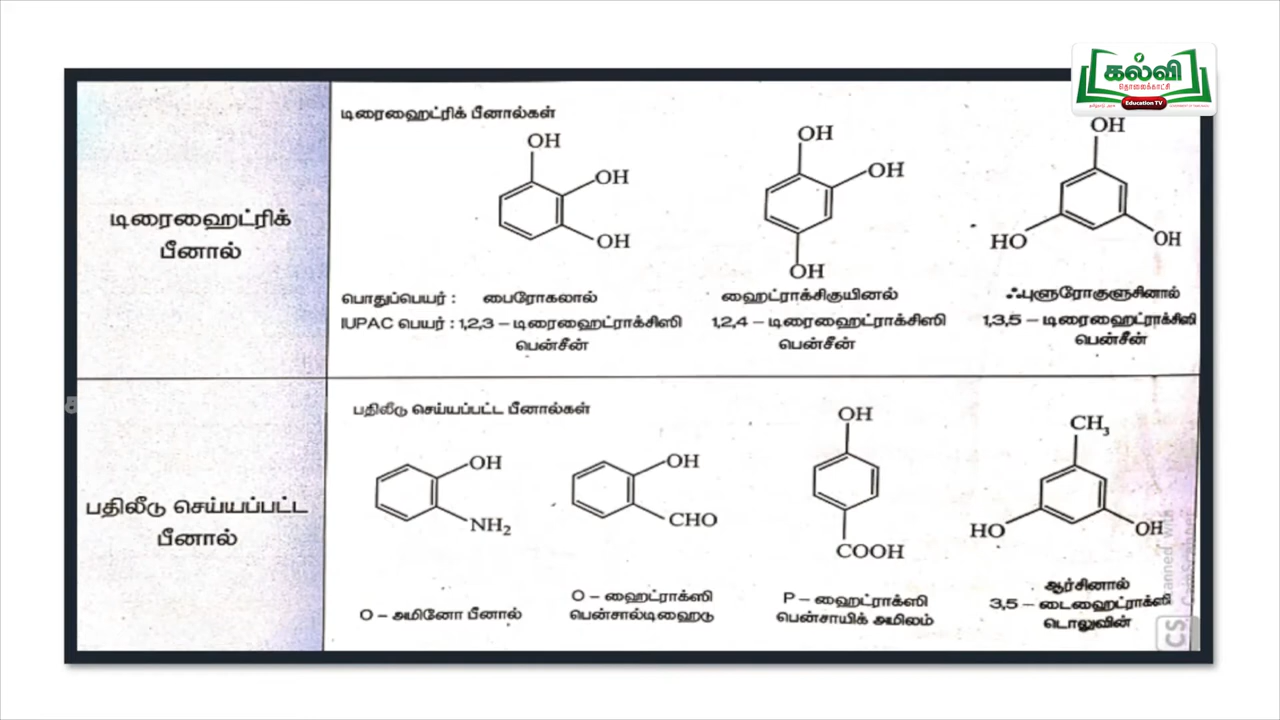 கல்வி
தொலைக்காட்சி
Education TV
டிரைஹைட்ரிக்
பீனால்
டிரைஹைட்ரிக் பீனால்கள்
OH
OH
OH
OH
OH
OH
OH
HO
OH
பொதுப்பெயர் : பைரோகலால்
ஹைட்ராக்சிகுயினல்
ஃபுளுரோகுளுசினால்
IUPAC பெயர் : 1,2,3 – டிரைஹைட்ராக்ஸி
பென்சீன்
1,2,4 – டிரைஹைட்ராக்ஸி
பென்சீன்
1,3,5 – டிரைஹைட்ராக்ஸி
பென்சீன்
பதிலீடு செய்யப்பட்ட
பீனால்
பதிலீடு செய்யப்பட்ட பீனால்கள்
OH
NH₂
OH
CHO
OH
COOH
CH₃
HO
OH
O – அமினோ பீனால்
O – ஹைட்ராக்ஸி
பென்சால்டிஹைடு
P – ஹைட்ராக்ஸி
பென்சாயிக் அமிலம்
ஆர்சினால்
3,5 – டைஹைட்ராக்ஸி
டொலுவின்
CS